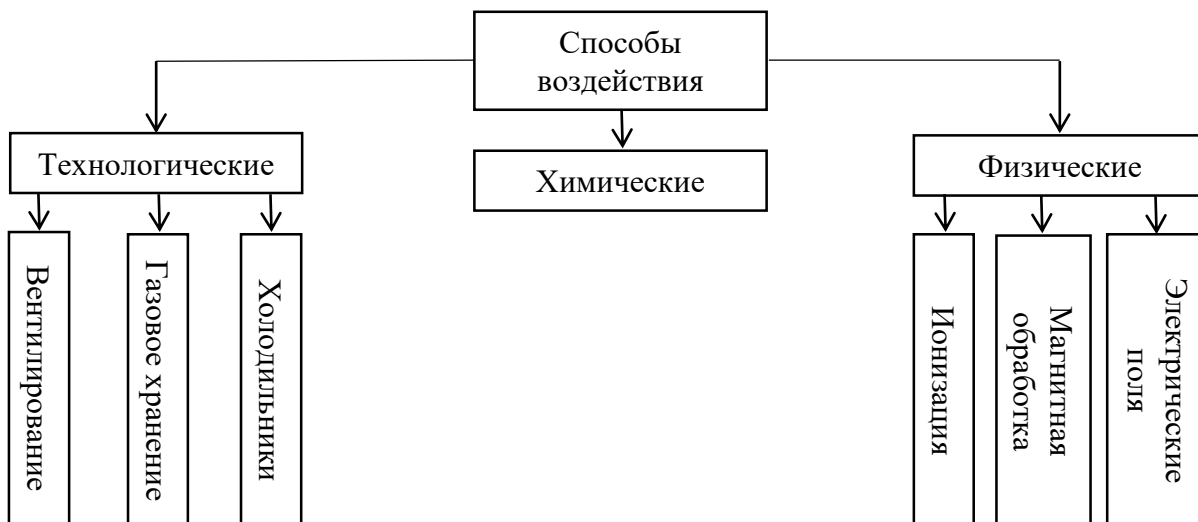 Способы
воздействия
Технологические
Химические
Физические
Вентилирование
Газовое хранение
Холодильники
Ионизация
Магнитная
обработка
Электрические
поля